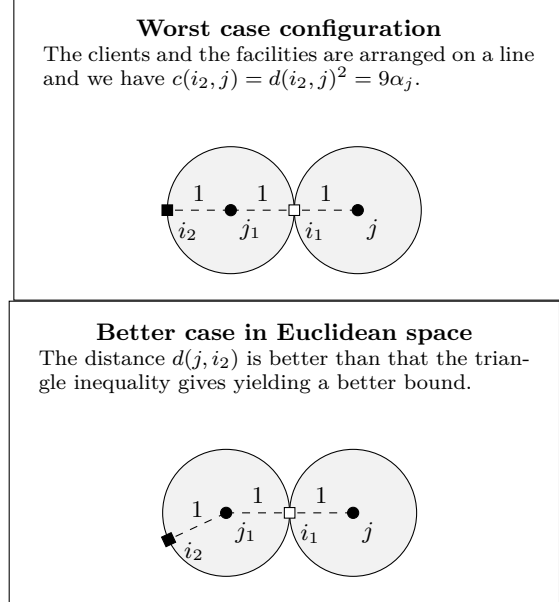 Worst case configuration
The clients and the facilities are arranged on a line
and we have c(i₂, j) = d(i₂, j)² = 9αⱼ.
1 1 1
i₂ j₁ i₁ j
Better case in Euclidean space
The distance d(j, i₂) is better than that the trian-
gle inequality gives yielding a better bound.
1 1 1
i₂ j₁ i₁ j